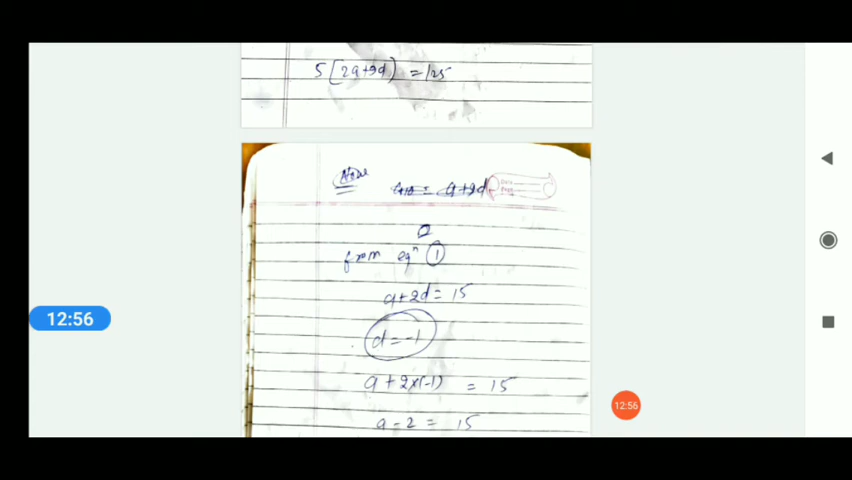 5[2a+9d) =125
Now a10 = a+9d
from eqⁿ 1
a+2d= 15
12:56
d=-1
a + 2x(-1) = 15
12:56
a - 2 = 15